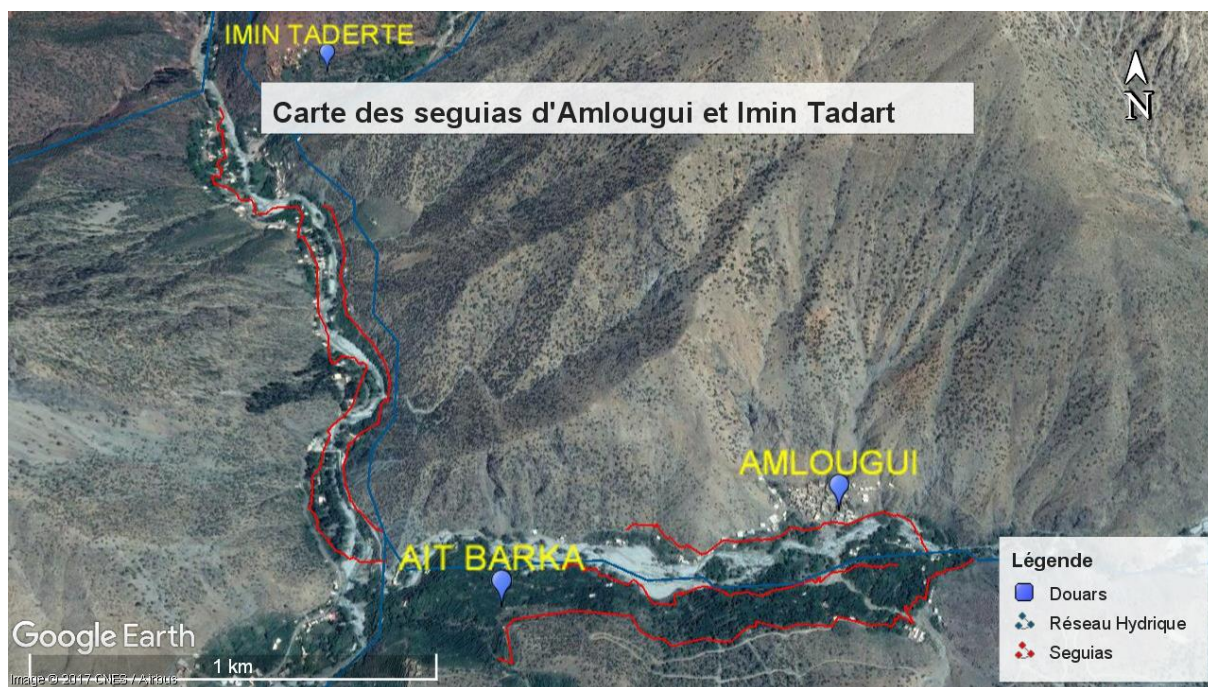 IMIN TADERTE
Carte des seguias d'Amlougui et Imin Tadart
N
AMLOUGUI
AIT BARKA
Légende
Douars
Réseau Hydrique
Seguias
Google Earth
1 km
Image © 2017 CNES / Airbus